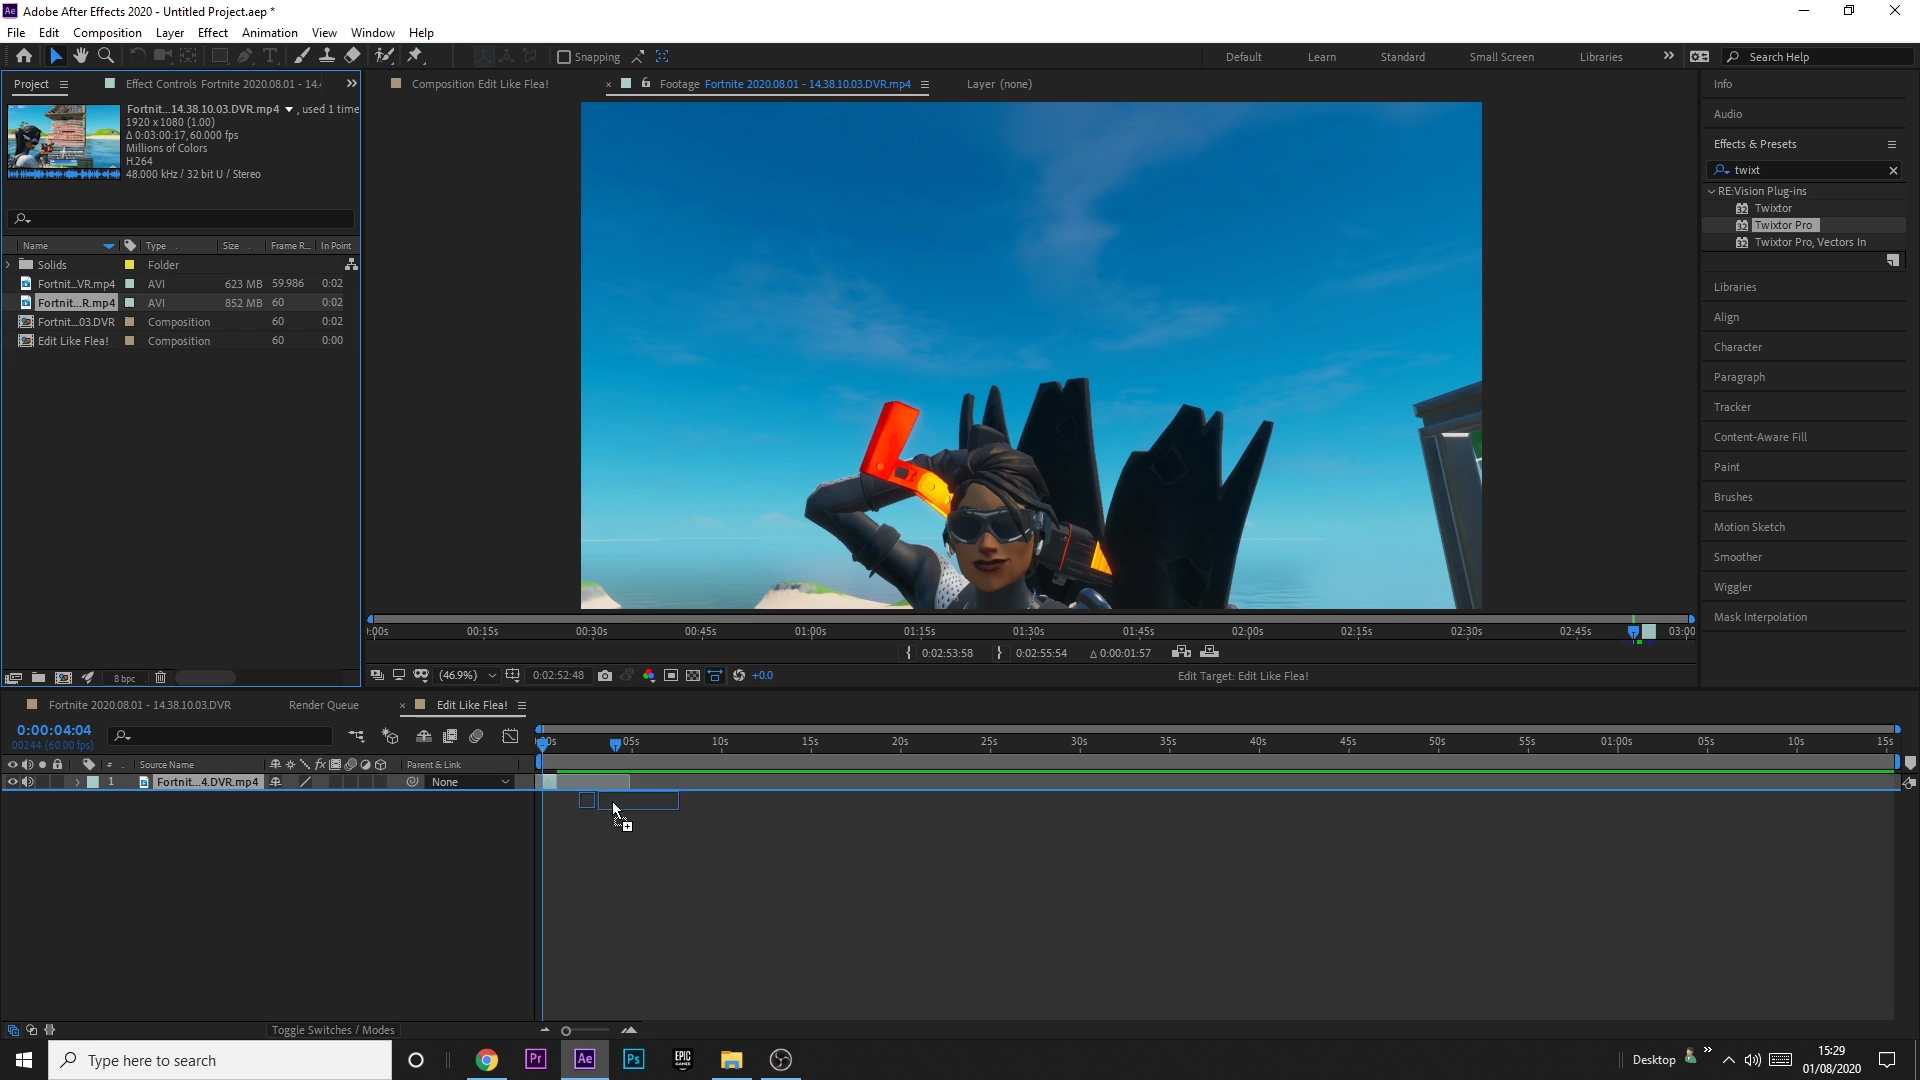 Ae Adobe After Effects 2020 - Untitled Project.aep *
File Edit Composition Layer Effect Animation View Window Help
Snapping Default Learn Standard Small Screen Libraries » Search Help
Project Effect Controls Fortnite 2020.08.01 - 14.
Composition Edit Like Flea! × Footage Fortnite 2020.08.01 - 14.38.10.03.DVR.mp4 Layer (none)
Fortnit...14.38.10.03.DVR.mp4 , used 1 time
1920 x 1080 (1.00)
Δ 0:03:00:17, 60.000 fps
Millions of Colors
H.264
48.000 kHz / 32 bit U / Stereo
Name Type Size Frame R... In Point
Solids Folder
Fortnit...VR.mp4 AVI 623 MB 59.986 0:02
Fortnit...R.mp4 AVI 852 MB 60 0:02
Fortnit...03.DVR Composition 60 0:02
Edit Like Flea! Composition 60 0:00
8 bpc
Info
Audio
Effects & Presets
twixt
RE:Vision Plug-ins
32 Twixtor
32 Twixtor Pro
32 Twixtor Pro, Vectors In
Libraries
Align
Character
Paragraph
Tracker
Content-Aware Fill
Paint
Brushes
Motion Sketch
Smoother
Wiggler
Mask Interpolation
:00s 00:15s 00:30s 00:45s 01:00s 01:15s 01:30s 01:45s 02:00s 02:15s 02:30s 02:45s 03:00
0:02:53:58 0:02:55:54 Δ 0:00:01:57
(46.9%) 0:02:52:48 +0.0 Edit Target: Edit Like Flea!
Fortnite 2020.08.01 - 14.38.10.03.DVR Render Queue × Edit Like Flea!
0:00:04:04
00244 (60.00 fps)
:00s 05s 10s 15s 20s 25s 30s 35s 40s 45s 50s 55s 01:00s 05s 10s 15s
# Source Name fx Parent & Link
1 Fortnit...4.DVR.mp4 None
Toggle Switches / Modes
Type here to search
Pr Ae Ps EPIC GAMES
Desktop »
15:29
01/08/2020